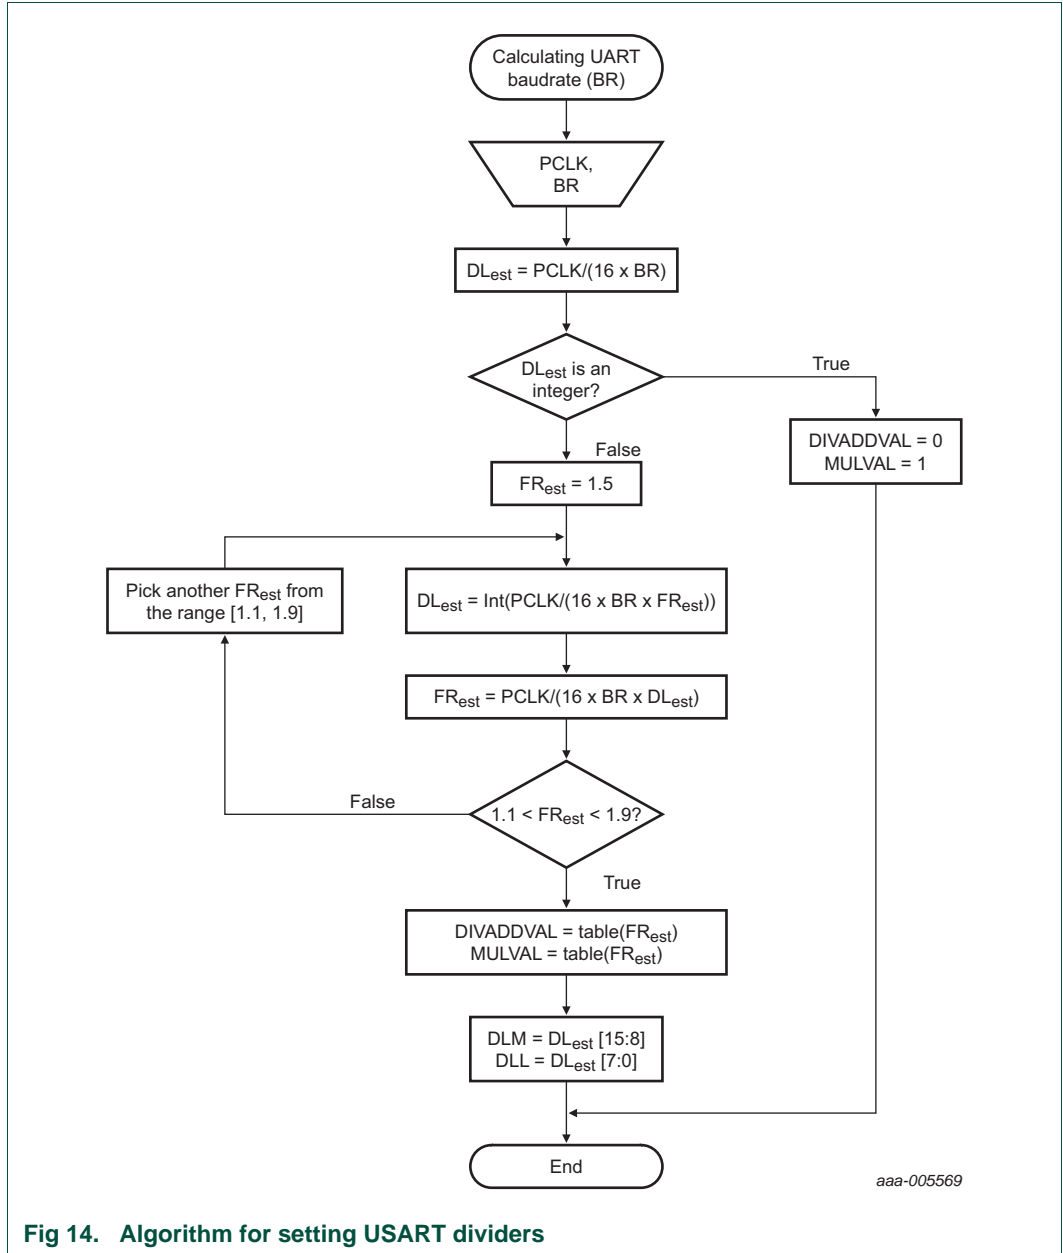 Calculating UART
baudrate (BR)
PCLK,
BR
DLest = PCLK/(16 x BR)
DLest is an
integer?
True
False
DIVADDVAL = 0
MULVAL = 1
FRest = 1.5
Pick another FRest from
the range [1.1, 1.9]
DLest = Int(PCLK/(16 x BR x FRest))
FRest = PCLK/(16 x BR x DLest)
False
1.1 < FRest < 1.9?
True
DIVADDVAL = table(FRest)
MULVAL = table(FRest)
DLM = DLest [15:8]
DLL = DLest [7:0]
End
aaa-005569
Fig 14. Algorithm for setting USART dividers